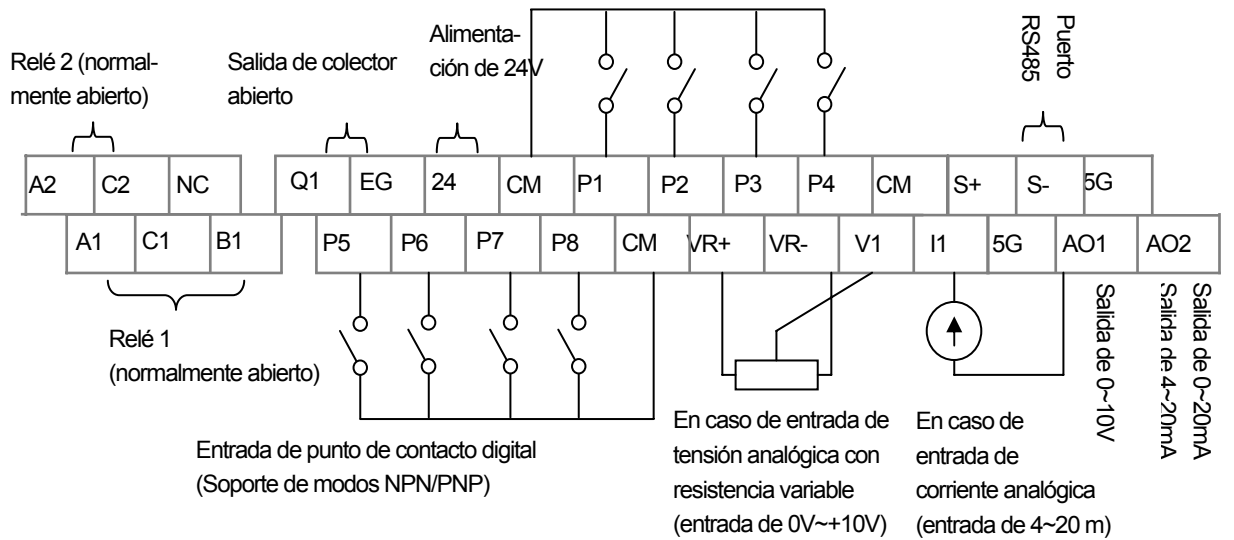 Relé 2 (normal-
mente abierto)
Salida de colector
abierto
Alimenta-
ción de 24V
Puerto
RS485
A2 C2 NC Q1 EG 24 CM P1 P2 P3 P4 CM S+ S- 5G
A1 C1 B1 P5 P6 P7 P8 CM VR+ VR- V1 I1 5G AO1 AO2
Relé 1
(normalmente abierto)
Entrada de punto de contacto digital
(Soporte de modos NPN/PNP)
En caso de entrada de
tensión analógica con
resistencia variable
(entrada de 0V~+10V)
En caso de
entrada de
corriente analógica
(entrada de 4~20 m)
Salida de 0~10V
Salida de 0~20mA
Salida de 4~20mA